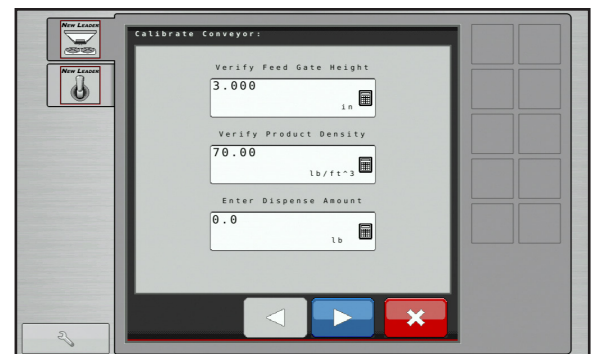 NEW LEADER
NEW LEADER
Calibrate Conveyor:
Verify Feed Gate Height
3.000
in
Verify Product Density
70.00
lb/ft^3
Enter Dispense Amount
0.0
lb